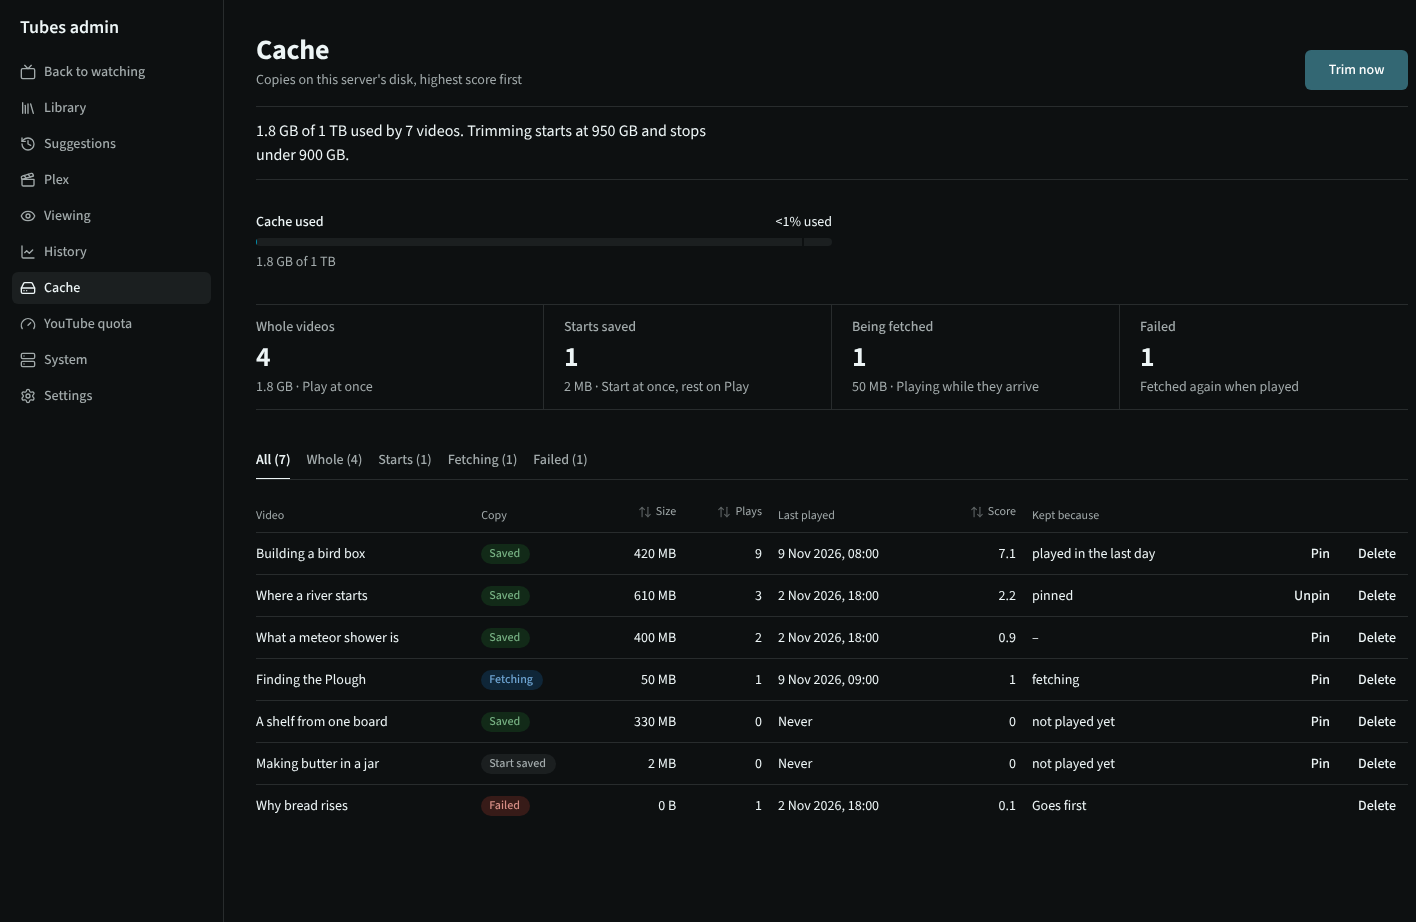 Tubes admin
Back to watching
Library
Suggestions
Plex
Viewing
History
Cache
YouTube quota
System
Settings
Cache
Copies on this server's disk, highest score first
Trim now
1.8 GB of 1 TB used by 7 videos. Trimming starts at 950 GB and stops
under 900 GB.
Cache used <1% used
1.8 GB of 1 TB
Whole videos
4
1.8 GB · Play at once
Starts saved
1
2 MB · Start at once, rest on Play
Being fetched
1
50 MB · Playing while they arrive
Failed
1
Fetched again when played
All (7) Whole (4) Starts (1) Fetching (1) Failed (1)
Video Copy Size Plays Last played Score Kept because
Building a bird box Saved 420 MB 9 9 Nov 2026, 08:00 7.1 played in the last day Pin Delete
Where a river starts Saved 610 MB 3 2 Nov 2026, 18:00 2.2 pinned Unpin Delete
What a meteor shower is Saved 400 MB 2 2 Nov 2026, 18:00 0.9 – Pin Delete
Finding the Plough Fetching 50 MB 1 9 Nov 2026, 09:00 1 fetching Pin Delete
A shelf from one board Saved 330 MB 0 Never 0 not played yet Pin Delete
Making butter in a jar Start saved 2 MB 0 Never 0 not played yet Pin Delete
Why bread rises Failed 0 B 1 2 Nov 2026, 18:00 0.1 Goes first Delete